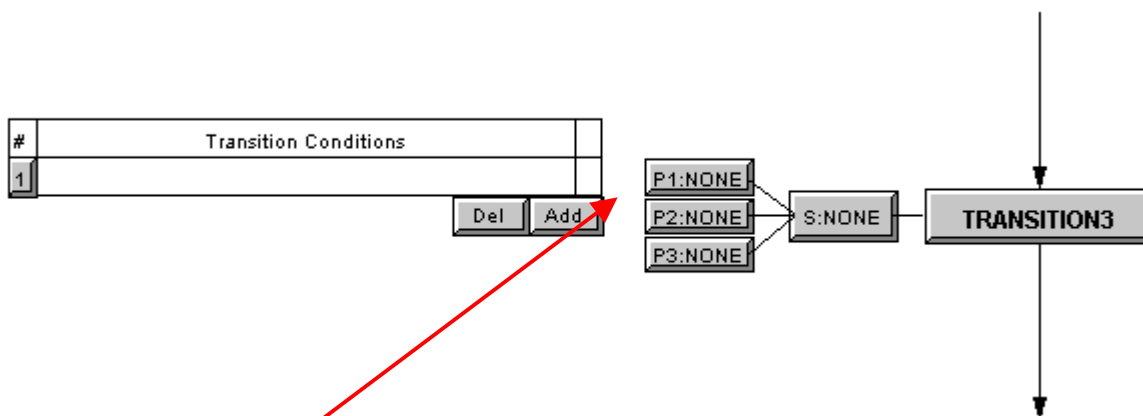 # Transition Conditions
1
Del Add
P1:NONE
P2:NONE
P3:NONE
S:NONE
TRANSITION3